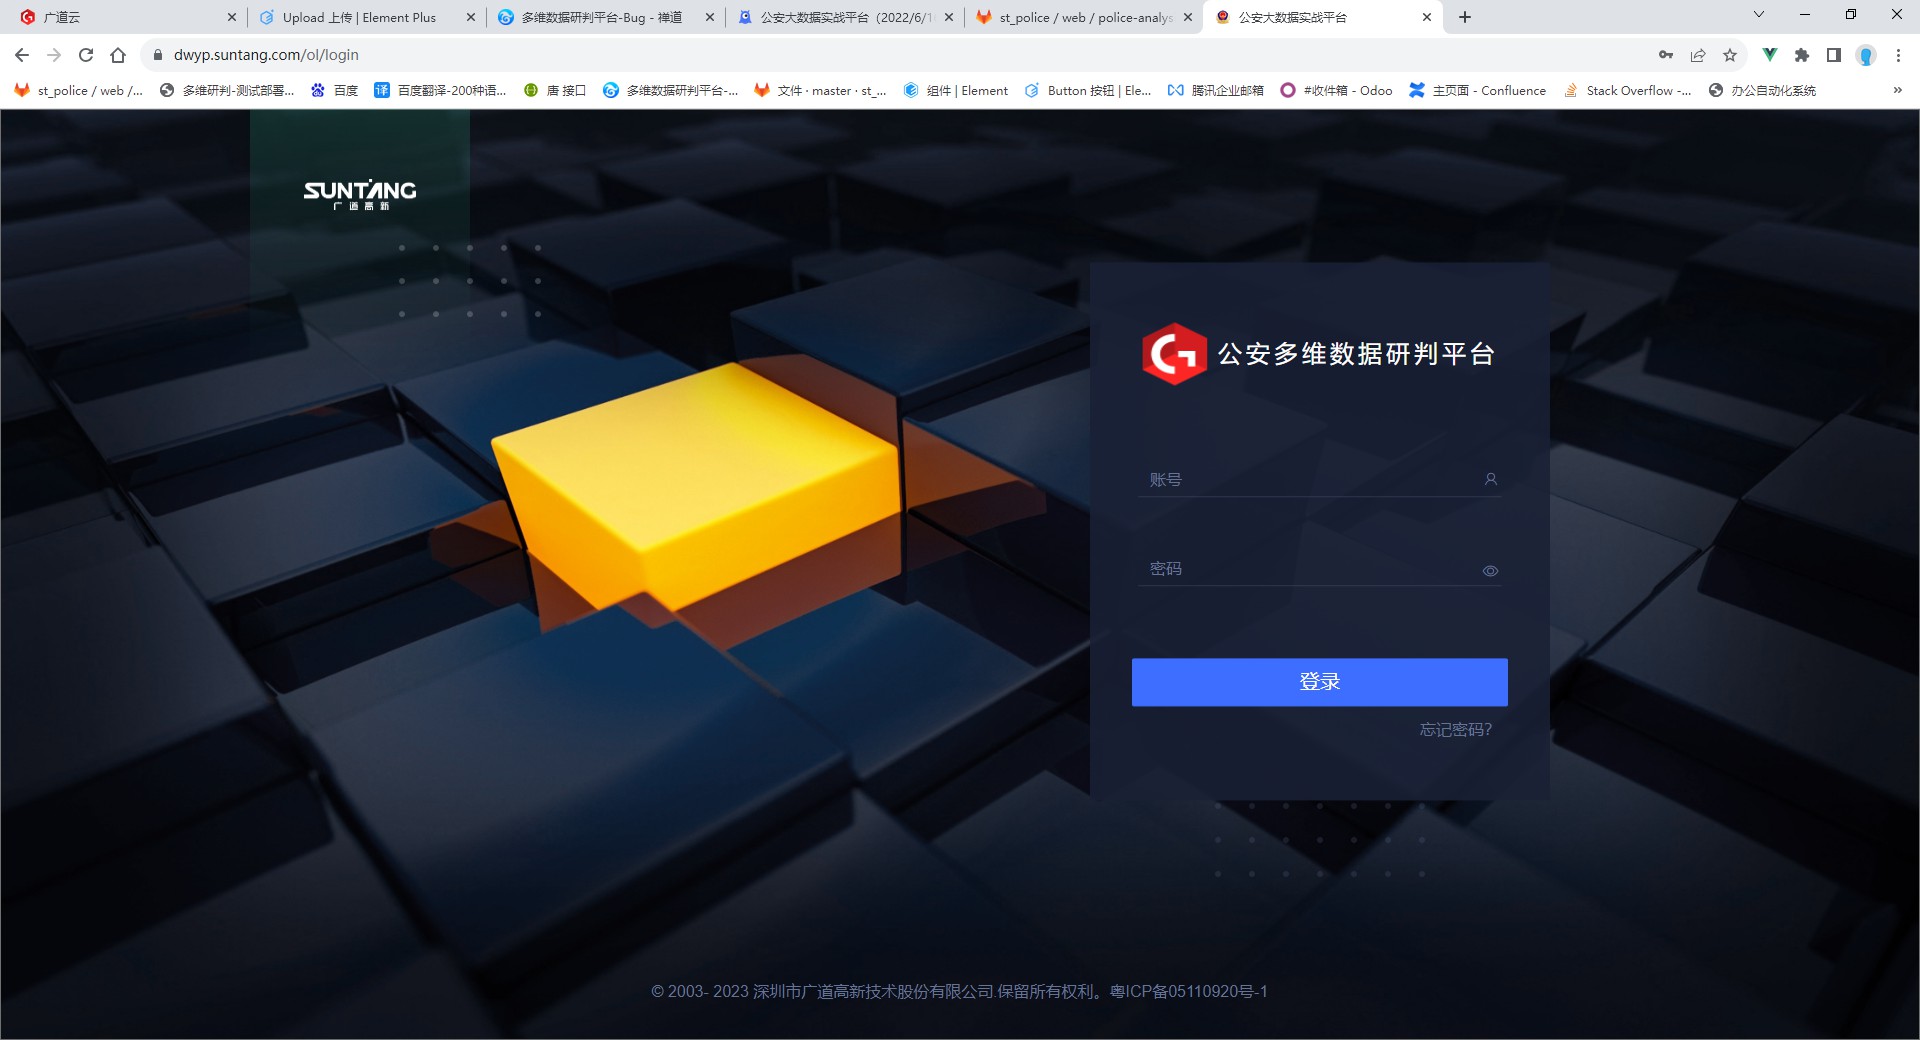 广道云
Upload 上传 | Element Plus
多维数据研判平台-Bug - 禅道
公安大数据实战平台（2022/6/1
st_police / web / police-analys
公安大数据实战平台
dwyp.suntang.com/ol/login
st_police / web /...
多维研判-测试部署...
百度
译
百度翻译-200种语...
唐 接口
多维数据研判平台-...
文件 · master · st_...
组件 | Element
Button 按钮 | Ele...
腾讯企业邮箱
#收件箱 - Odoo
主页面 - Confluence
Stack Overflow -...
办公自动化系统
»
SUNTANG
广道高新
公安多维数据研判平台
账号
密码
登录
忘记密码?
© 2003- 2023 深圳市广道高新技术股份有限公司.保留所有权利。粤ICP备05110920号-1